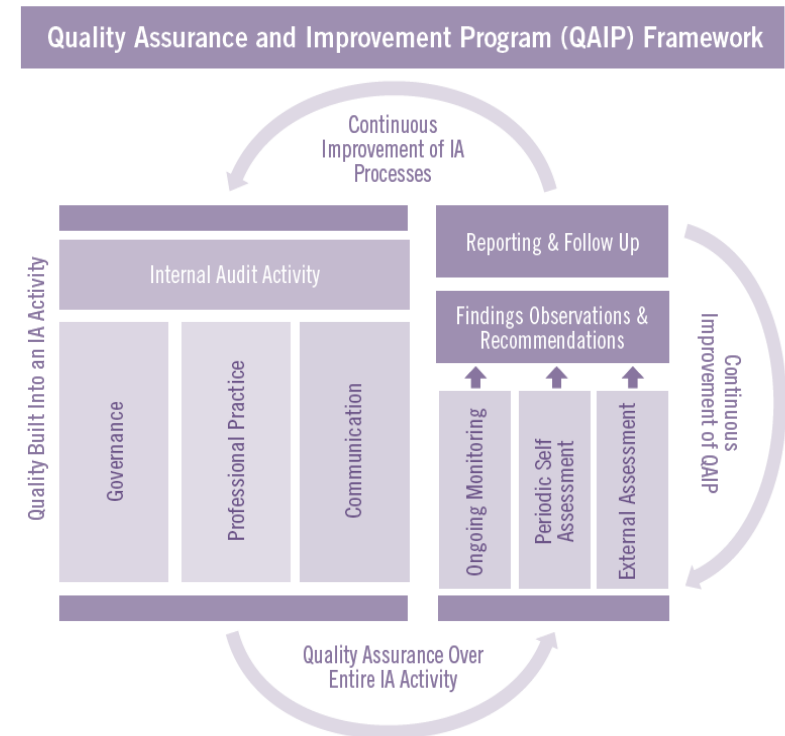 Quality Assurance and Improvement Program (QAIP) Framework
Continuous
Improvement of IA
Processes
Quality Built Into an IA Activity
Internal Audit Activity
Governance
Professional Practice
Communication
Reporting & Follow Up
Findings Observations &
Recommendations
Ongoing Monitoring
Periodic Self
Assessment
External Assessment
Continuous
Improvement of QAIP
Quality Assurance Over
Entire IA Activity